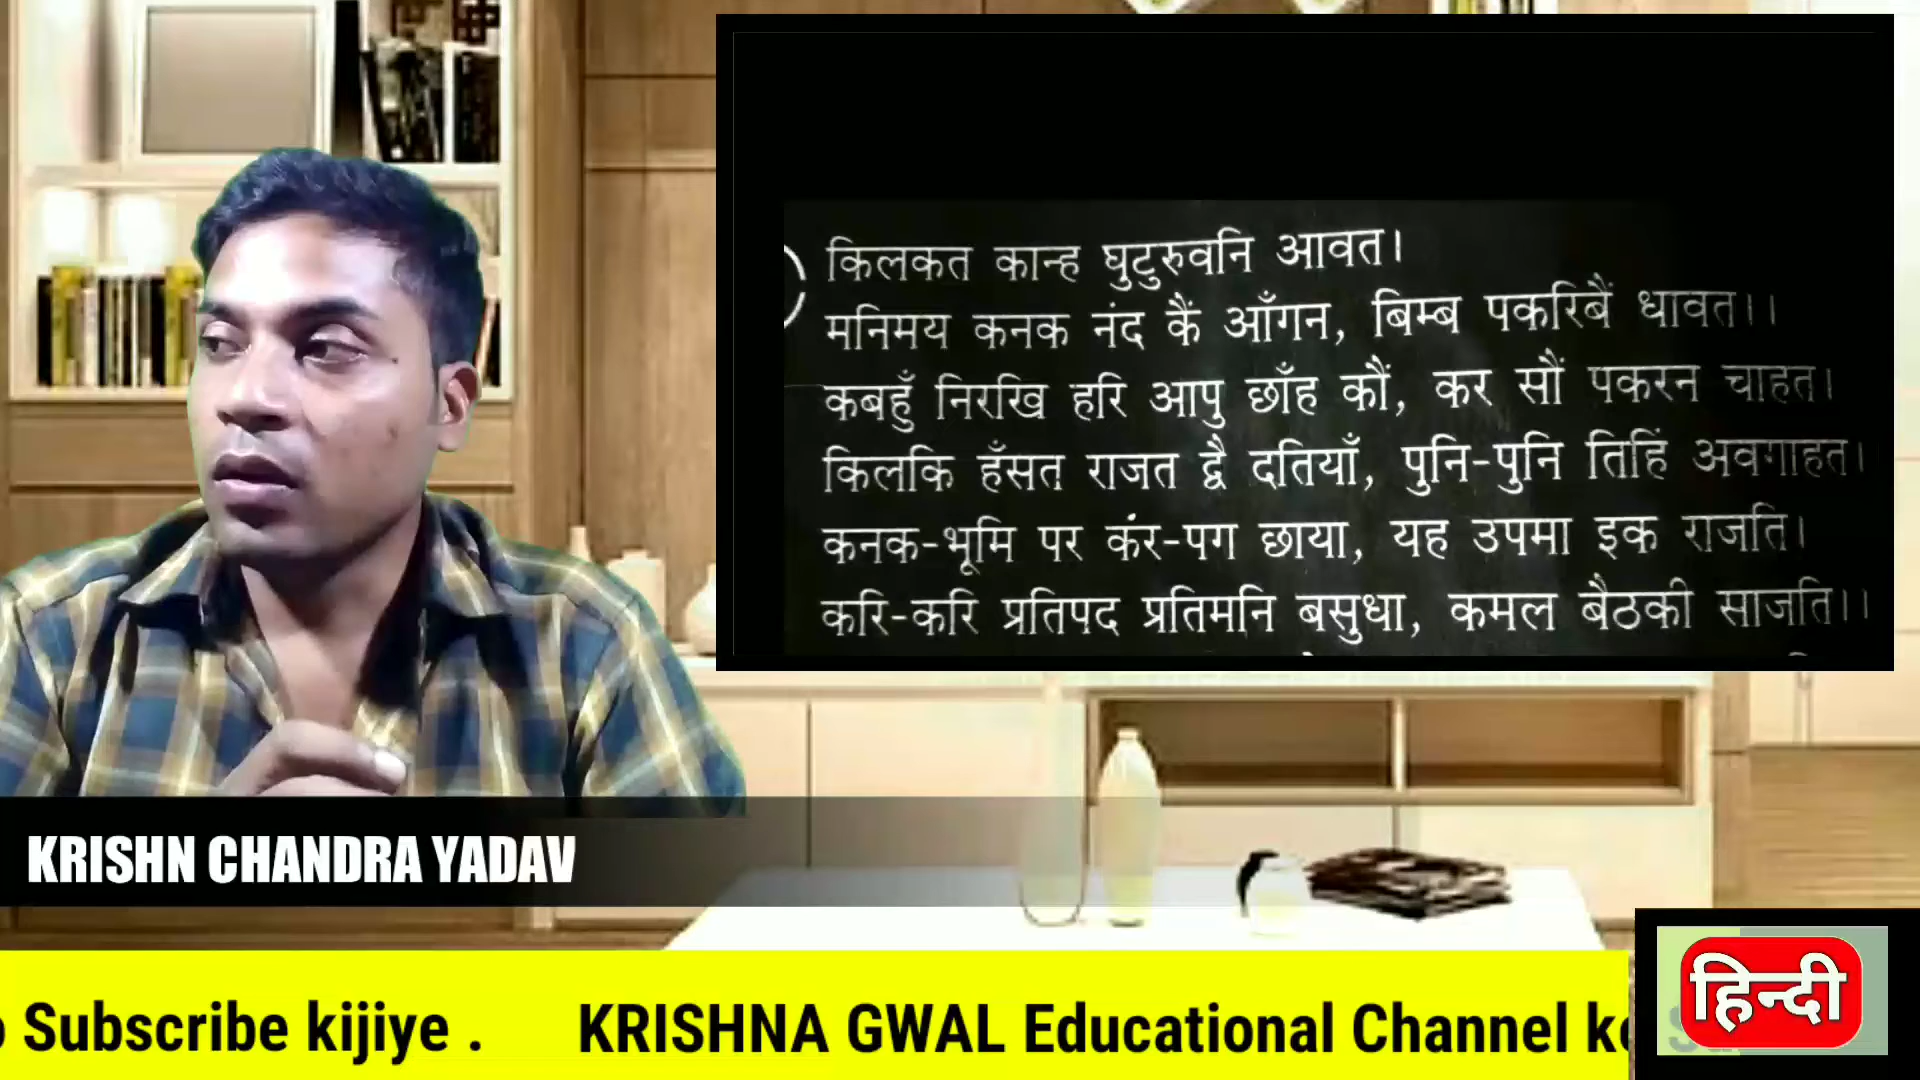 किलकत कान्ह घुटुरुवनि आवत।
मनिमय कनक नंद कैं आँगन, बिम्ब पकरिबैं धावत।।
कबहुँ निरखि हरि आपु छाँह कौं, कर सौं पकरन चाहत।
किलकि हँसत राजत द्वै दतियाँ, पुनि-पुनि तिहिं अवगाहत।
कनक-भूमि पर कंर-पग छाया, यह उपमा इक राजति।
करि-करि प्रतिपद प्रतिमनि बसुधा, कमल बैठकी साजति।।
KRISHN CHANDRA YADAV
Subscribe kijiye . KRISHNA GWAL Educational Channel ko
हिन्दी